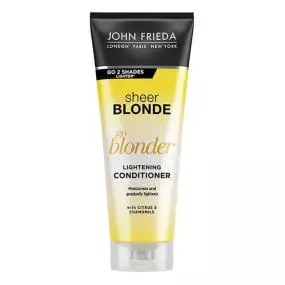 JOHN FRIEDA
LONDON · PARIS · NEW YORK
GO 2 SHADES
LIGHTER*
sheer
BLONDE
go
blonder
LIGHTENING
CONDITIONER
Moisturises and
gradually lightens
WITH CITRUS &
CHAMOMILE